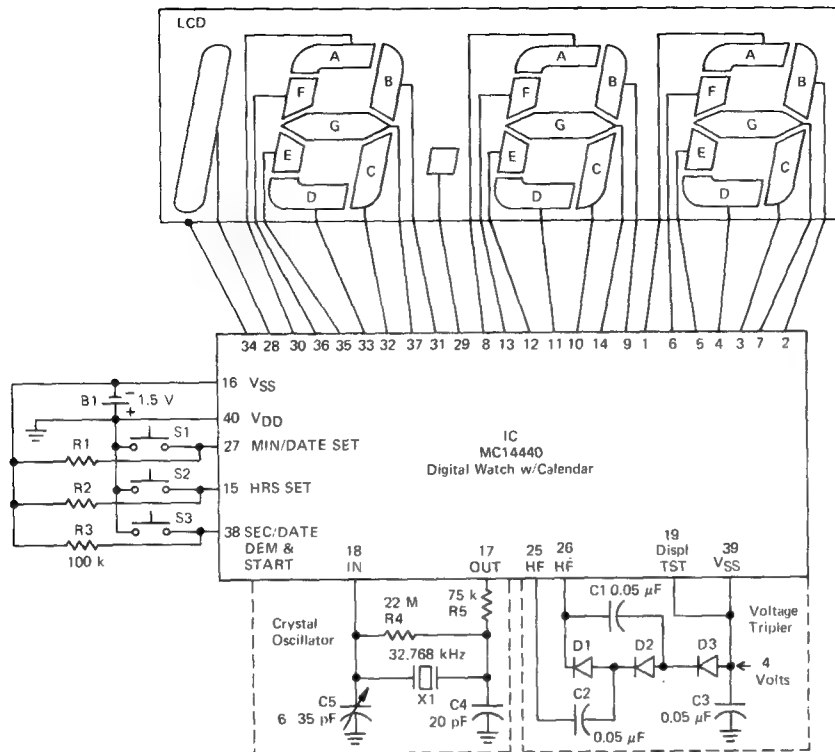 LCD
A A A
F B F B F B
G G G
E C E C E C
D D D
34 28 30 36 35 33 32 37 31 29 8 13 12 11 10 14 9 1 6 5 4 3 7 2
16 VSS
B1 − 1.5 V
+
40 VDD
S1
27 MIN/DATE SET
R1
S2
15 HRS SET
R2
S3
38 SEC/DATE
DEM &
START
R3
100 k
IC
MC14440
Digital Watch w/Calendar
18
IN
17
OUT
25
HF
26
HF
19
Displ
TST
39
VSS
Crystal
Oscillator
22 M
R4
75 k
R5
32.768 kHz
X1
C5
6 35 pF
C4
20 pF
C1 0.05 μF
Voltage
Tripler
D1 D2 D3
4
Volts
C2
0.05 μF
C3
0.05 μF